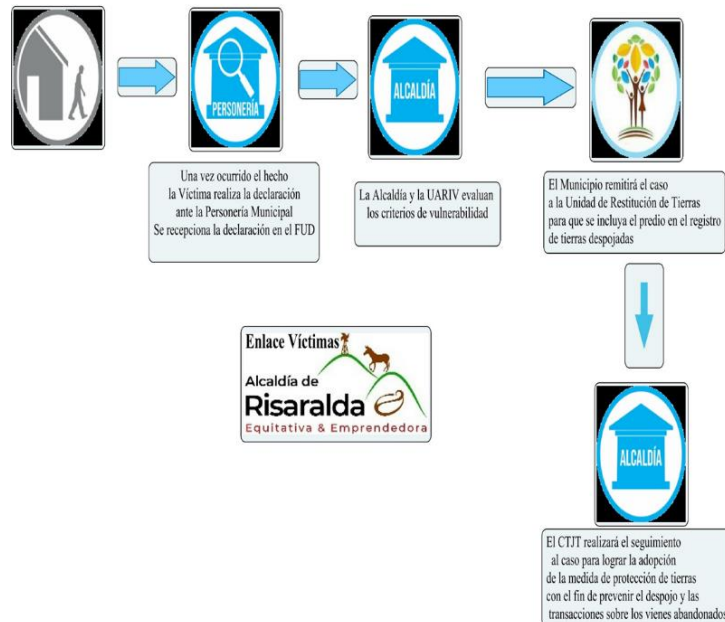 PERSONERÍA
ALCALDÍA
Una vez ocurrido el hecho
la Víctima realiza la declaración
ante la Personería Municipal
Se recepciona la declaración en el FUD
La Alcaldía y la UARIV evaluan
los criterios de vulnerabilidad
El Municipio remitirá el caso
a la Unidad de Restitución de Tierras
para que se incluya el predio en el registro
de tierras despojadas
Enlace Víctimas
Alcaldía de
Risaralda
Equitativa & Emprendedora
ALCALDÍA
El CTJT realizará el seguimiento
al caso para lograr la adopción
de la medida de protección de tierras
con el fin de prevenir el despojo y las
transacciones sobre los vienes abandonados